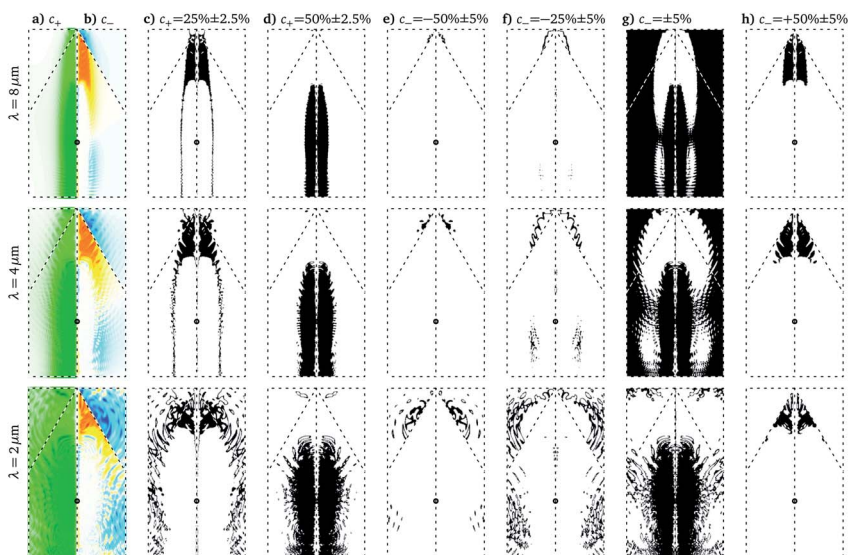 a) c₊ b) c₋ c) c₊=25%±2.5% d) c₊=50%±2.5% e) c₋=−50%±5% f) c₋=−25%±5% g) c₋=±5% h) c₋=+50%±5%
λ = 8 μm
λ = 4 μm
λ = 2 μm